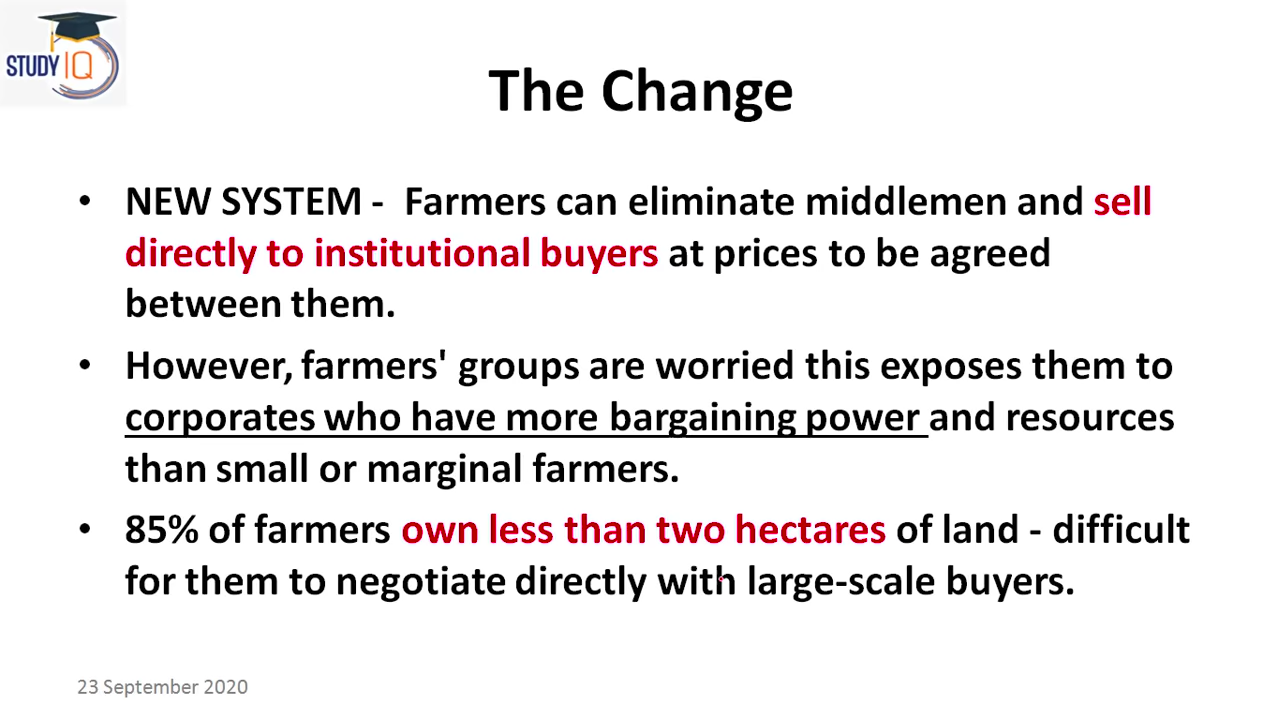 STUDY IQ
The Change
• NEW SYSTEM - Farmers can eliminate middlemen and sell
directly to institutional buyers at prices to be agreed
between them.
• However, farmers' groups are worried this exposes them to
corporates who have more bargaining power and resources
than small or marginal farmers.
• 85% of farmers own less than two hectares of land - difficult
for them to negotiate directly with large-scale buyers.
23 September 2020